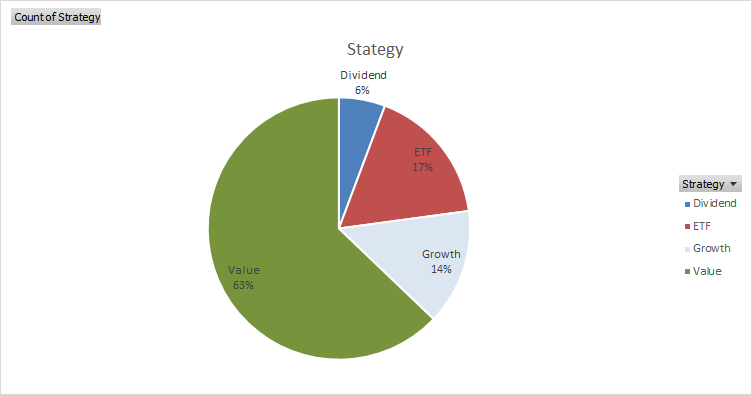 Count of Strategy
Stategy
Dividend
6%
ETF
17%
Growth
14%
Value
63%
Strategy
Dividend
ETF
Growth
Value